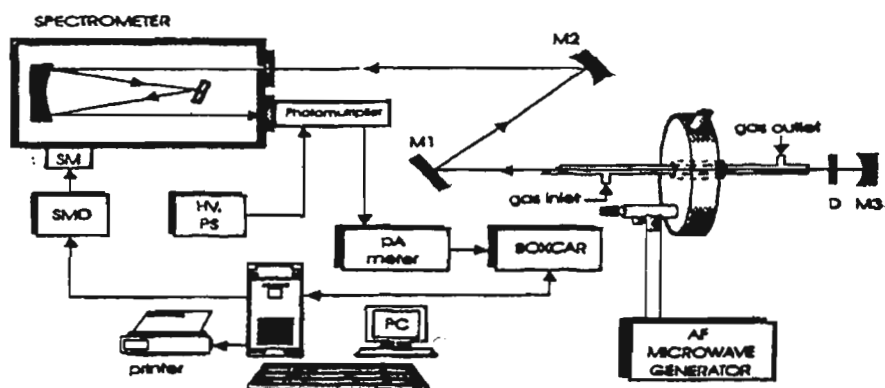 SPECTROMETER
M2
Photomultiplier
M1
gas outlet
gas inlet
D M3
SM
SMD
HV.
PS
pA
meter
BOXCAR
PC
printer
AF
MICROWAVE
GENERATOR